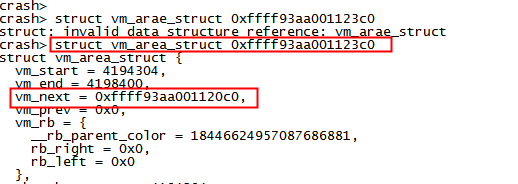 crash>
crash> struct vm_arae_struct 0xffff93aa001123c0
struct: invalid data structure reference: vm_arae_struct
crash> struct vm_area_struct 0xffff93aa001123c0
struct vm_area_struct {
  vm_start = 4194304,
  vm_end = 4198400,
  vm_next = 0xffff93aa001120c0,
  vm_prev = 0x0,
  vm_rb = {
    __rb_parent_color = 18446624957087686881,
    rb_right = 0x0,
    rb_left = 0x0
  },